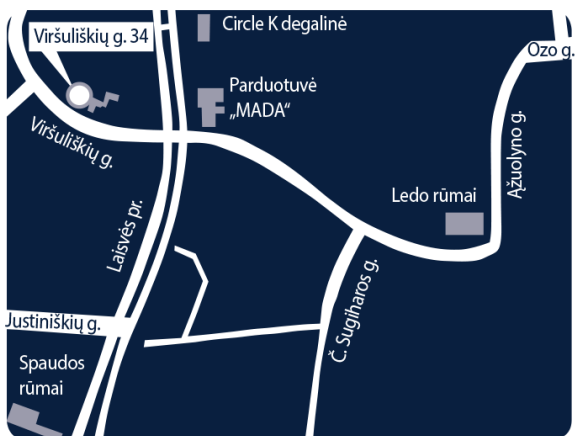 Circle K degalinė
Viršuliškių g. 34
Ozo g.
Parduotuvė
„MADA“
Viršuliškių g.
Ąžuolyno g.
Ledo rūmai
Laisvės pr.
Č. Sugiharos g.
Justiniškių g.
Spaudos
rūmai